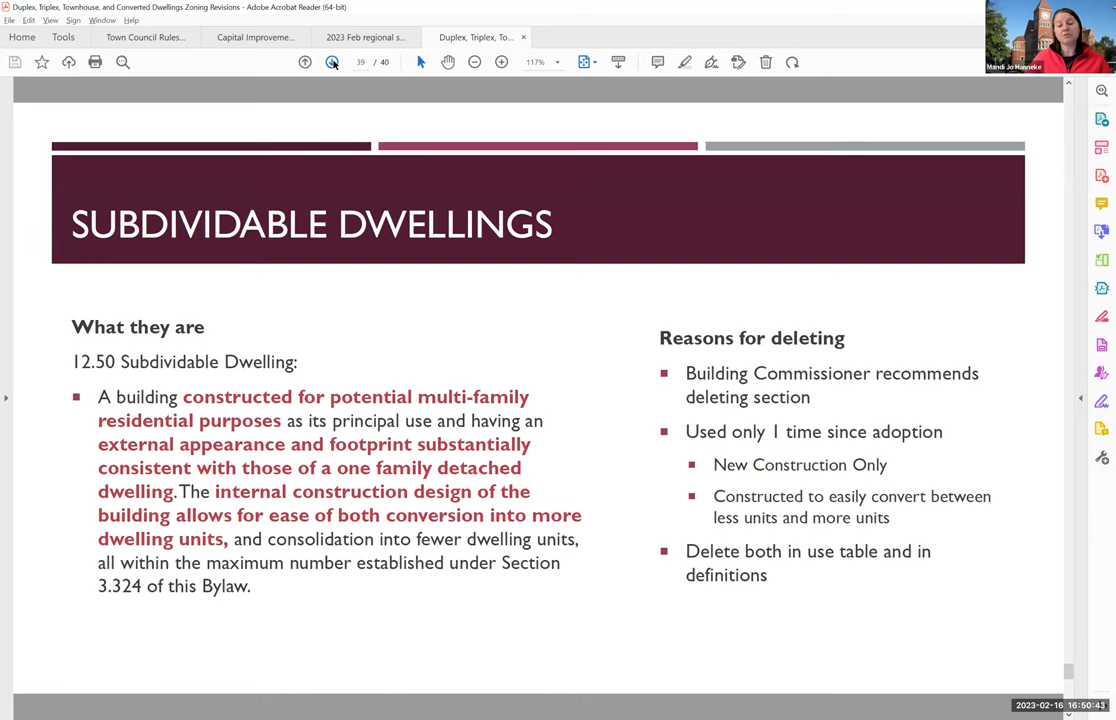 Duplex, Triplex, Townhouse, and Converted Dwellings Zoning Revisions - Adobe Acrobat Reader (64-bit)
File Edit View Sign Window Help
Home Tools Town Council Rules... Capital Improveme... 2023 Feb regional s... Duplex, Triplex, To... ×
39 / 40 117%
Mandi Jo Hanneke
SUBDIVIDABLE DWELLINGS
What they are
12.50 Subdividable Dwelling:
A building constructed for potential multi-family
residential purposes as its principal use and having an
external appearance and footprint substantially
consistent with those of a one family detached
dwelling. The internal construction design of the
building allows for ease of both conversion into more
dwelling units, and consolidation into fewer dwelling units,
all within the maximum number established under Section
3.324 of this Bylaw.
Reasons for deleting
Building Commissioner recommends
deleting section
Used only 1 time since adoption
New Construction Only
Constructed to easily convert between
less units and more units
Delete both in use table and in
definitions
2023-02-16 16:50:43